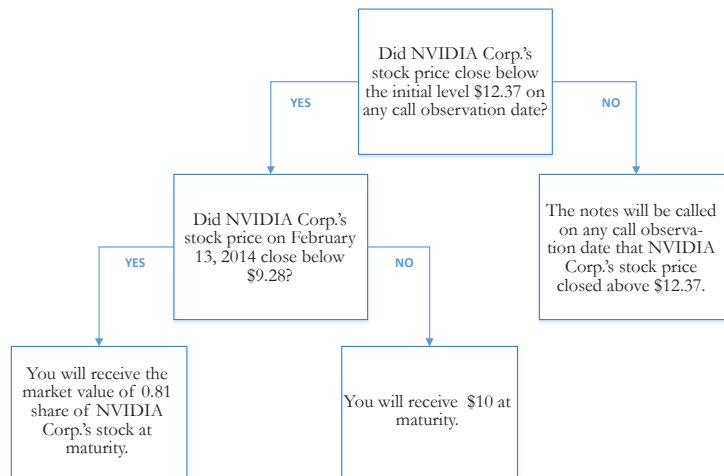 Did NVIDIA Corp.'s
stock price close below
the initial level $12.37 on
any call observation date?
YES
NO
Did NVIDIA Corp.'s
stock price on February
13, 2014 close below
$9.28?
The notes will be called
on any call observa-
tion date that NVIDIA
Corp.'s stock price
closed above $12.37.
YES
NO
You will receive the
market value of 0.81
share of NVIDIA
Corp.'s stock at
maturity.
You will receive $10 at
maturity.